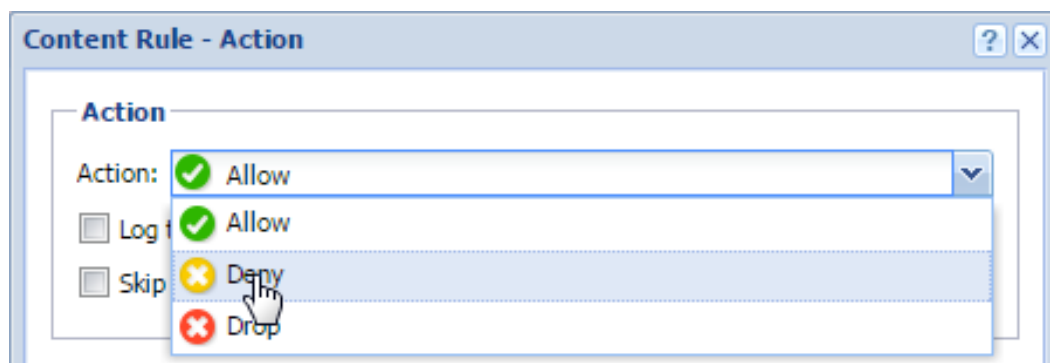 Content Rule - Action
Action
Action: Allow
Allow
Log
Deny
Skip
Drop